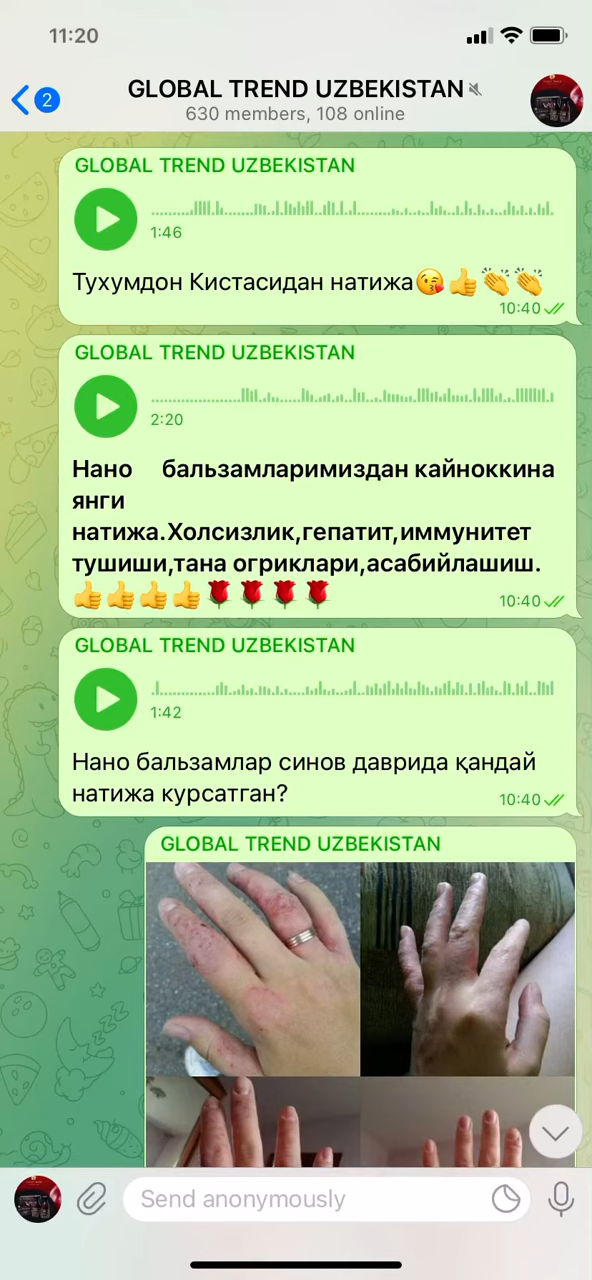 11:20
2
GLOBAL TREND UZBEKISTAN
630 members, 108 online
GLOBAL TREND UZBEKISTAN
1:46
Тухумдон Кистасидан натижа😘👍👏👏
10:40
GLOBAL TREND UZBEKISTAN
2:20
Нано бальзамларимиздан кайноккина
янги
натижа.Холсизлик,гепатит,иммунитет
тушиши,тана огриклари,асабийлашиш.
👍👍👍👍🌹🌹🌹🌹
10:40
GLOBAL TREND UZBEKISTAN
1:42
Нано бальзамлар синов даврида қандай
натижа курсатган?
10:40
GLOBAL TREND UZBEKISTAN
Send anonymously